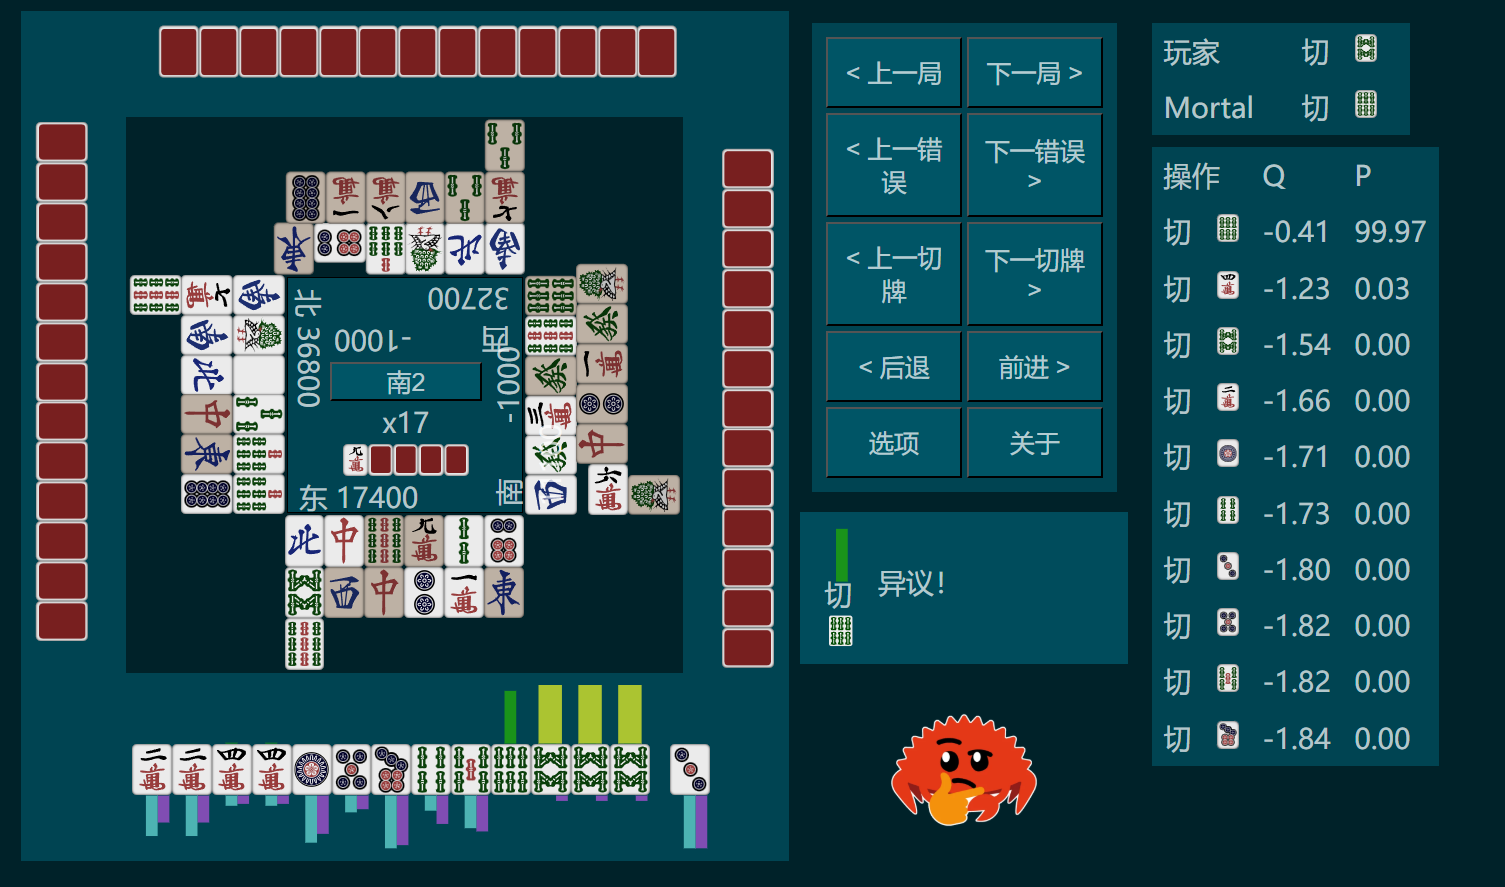 < 上一局
下一局 >
< 上一错误
下一错误 >
< 上一切牌
下一切牌 >
< 后退
前进 >
选项
关于
玩家 切
Mortal 切
操作 Q P
切 -0.41 99.97
切 -1.23 0.03
切 -1.54 0.00
切 -1.66 0.00
切 -1.71 0.00
切 -1.73 0.00
切 -1.80 0.00
切 -1.82 0.00
切 -1.82 0.00
切 -1.84 0.00
切
异议！
北 36800
西 32700
-1000
南2
x17
南 -1000
东 17400